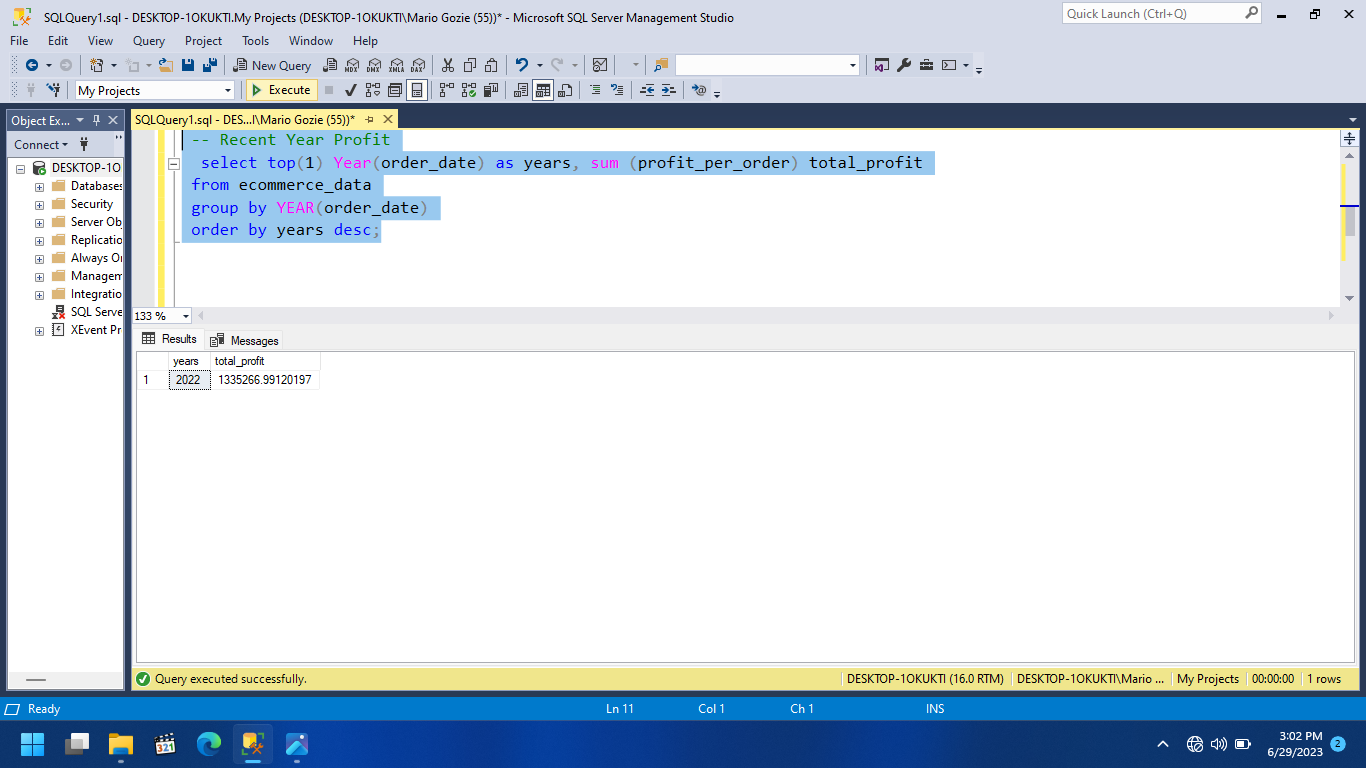 SQLQuery1.sql - DESKTOP-1OKUKTI.My Projects (DESKTOP-1OKUKTI\Mario Gozie (55))* - Microsoft SQL Server Management Studio
Quick Launch (Ctrl+Q)
File Edit View Query Project Tools Window Help
New Query MDX DMX XMLA DAX
My Projects Execute
Object Ex...
SQLQuery1.sql - DES...I\Mario Gozie (55))*
Connect
DESKTOP-1O
Databases
Security
Server Ob
Replicatio
Always O
Managem
Integratio
SQL Serve
XEvent Pr
-- Recent Year Profit
select top(1) Year(order_date) as years, sum (profit_per_order) total_profit
from ecommerce_data
group by YEAR(order_date)
order by years desc;
133 %
Results Messages
years total_profit
1 2022 1335266.99120197
Query executed successfully. DESKTOP-1OKUKTI (16.0 RTM) DESKTOP-1OKUKTI\Mario ... My Projects 00:00:00 1 rows
Ready Ln 11 Col 1 Ch 1 INS
321
3:02 PM
6/29/2023 2